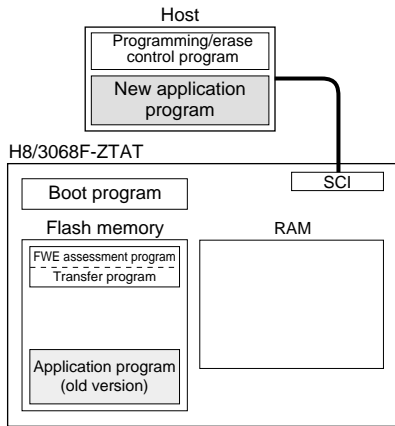 Host
Programming/erase
control program
New application
program
H8/3068F-ZTAT
SCI
Boot program
Flash memory
RAM
FWE assessment program
Transfer program
Application program
(old version)